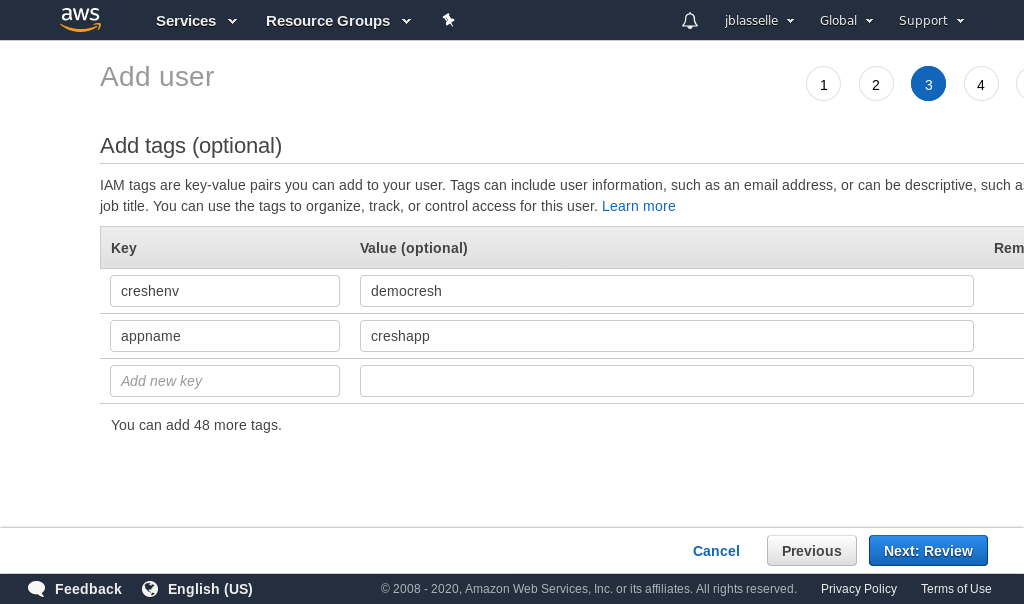 aws Services Resource Groups jblasselle Global Support
Add user 1 2 3 4
Add tags (optional)
IAM tags are key-value pairs you can add to your user. Tags can include user information, such as an email address, or can be descriptive, such as
job title. You can use the tags to organize, track, or control access for this user. Learn more
Key Value (optional) Rem
creshenv democresh
appname creshapp
Add new key
You can add 48 more tags.
Cancel Previous Next: Review
Feedback English (US) © 2008 - 2020, Amazon Web Services, Inc. or its affiliates. All rights reserved. Privacy Policy Terms of Use